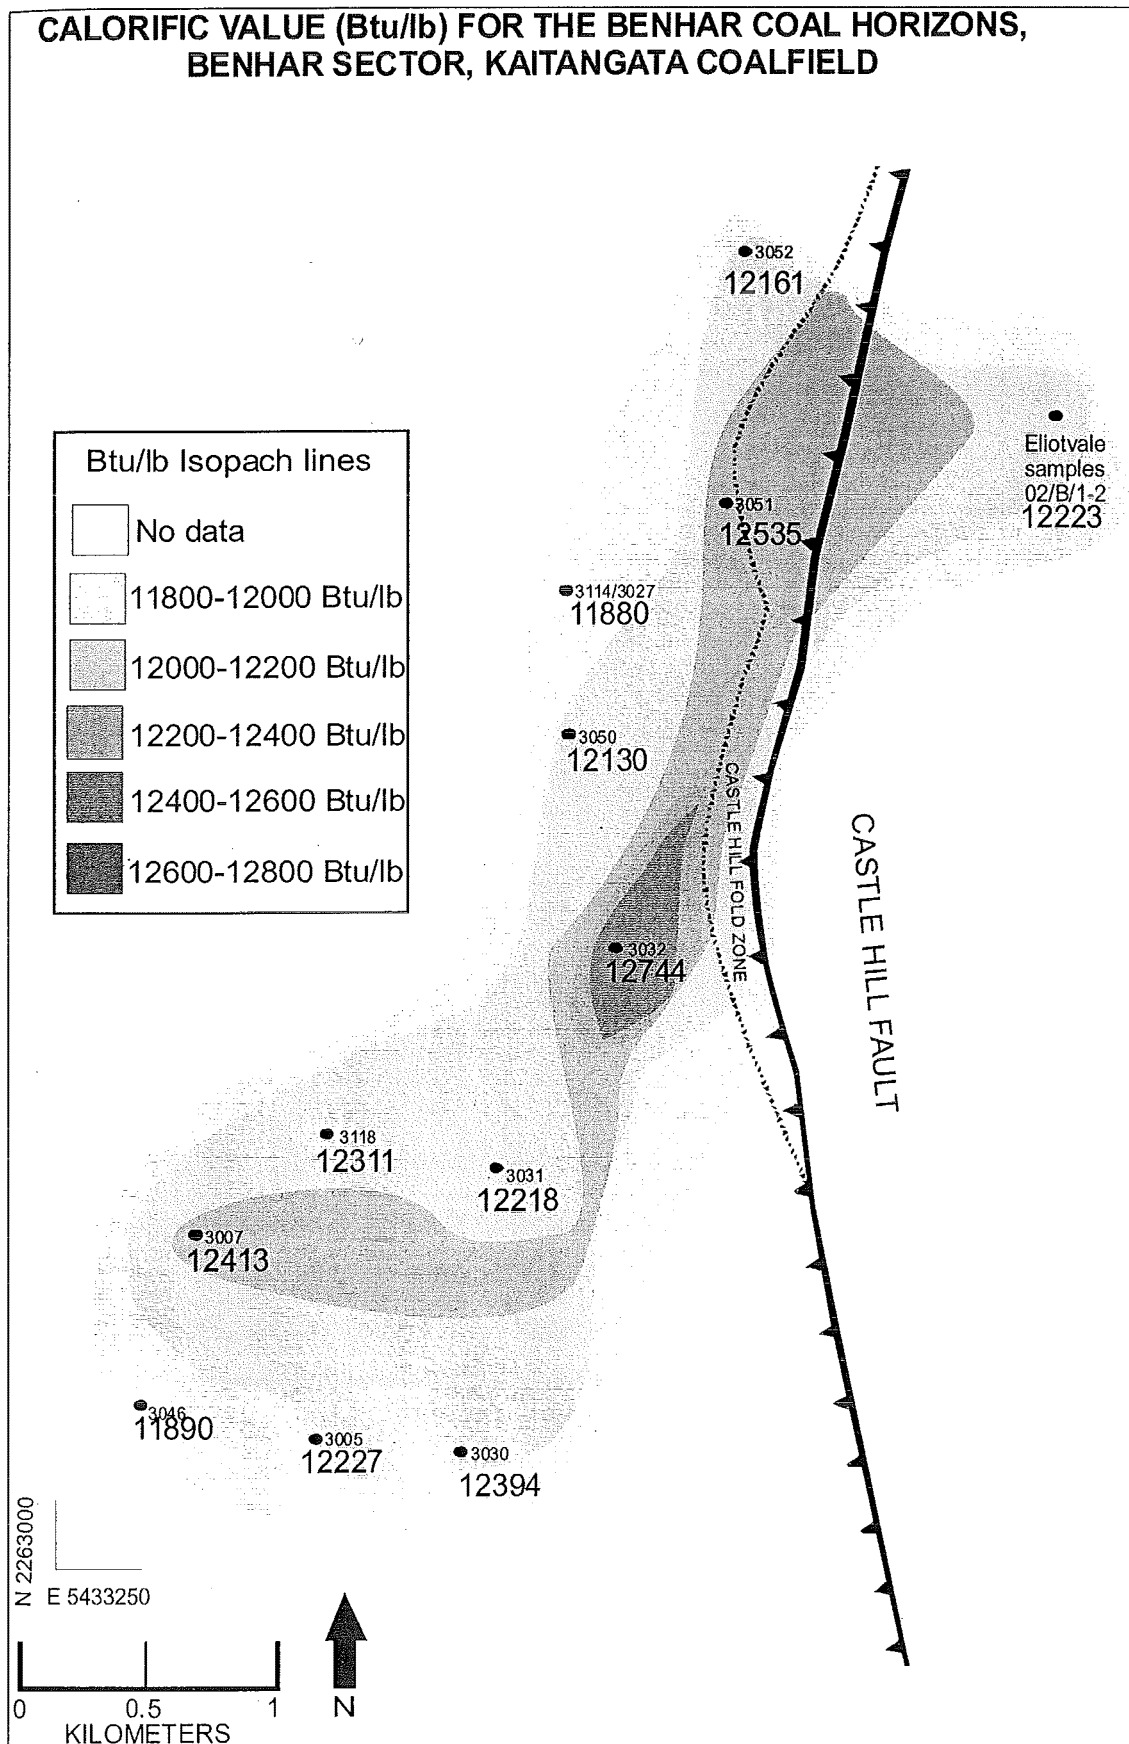 CALORIFIC VALUE (Btu/lb) FOR THE BENHAR COAL HORIZONS,
BENHAR SECTOR, KAITANGATA COALFIELD
3052
12161
Eliotvale
samples
02/B/1-2
12223
3051
12535
3114/3027
11880
3050
12130
Btu/lb Isopach lines
No data
11800-12000 Btu/lb
12000-12200 Btu/lb
12200-12400 Btu/lb
12400-12600 Btu/lb
12600-12800 Btu/lb
CASTLE HILL FOLD ZONE
CASTLE HILL FAULT
3032
12744
3118
12311
3031
12218
3007
12413
3046
11890
3005
12227
3030
12394
N 2263000
E 5433250
0 0.5 1
KILOMETERS
N